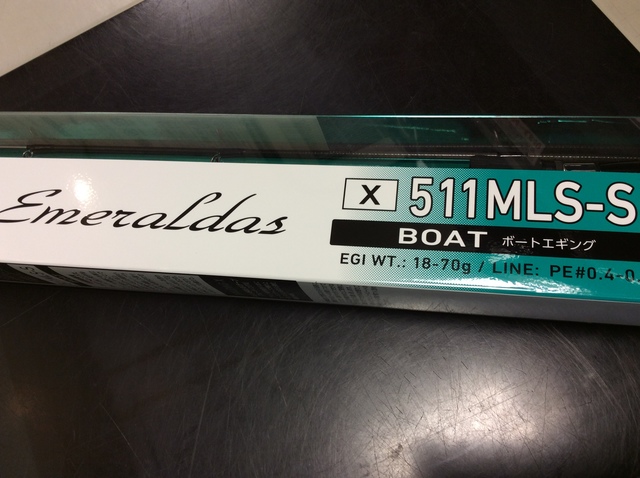 Emeraldas
X 511MLS-S
BOAT ボートエギング
EGI WT.: 18-70g / LINE: PE#0.4-0.